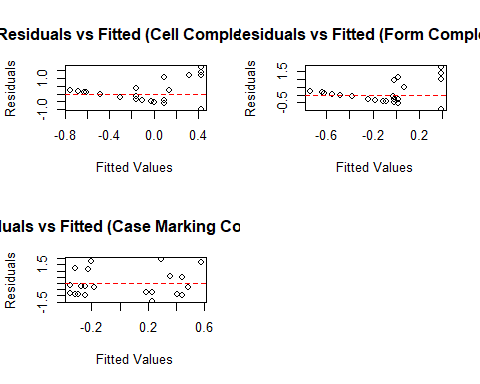 Residuals vs Fitted (Cell Comple
esiduals vs Fitted (Form Comple
Residuals
-1.0 1.0
-0.8 -0.4 0.0 0.4
Fitted Values
Residuals
-0.5 1.5
-0.6 -0.2 0.2
Fitted Values
duals vs Fitted (Case Marking Co
Residuals
-1.5 1.5
-0.2 0.2 0.6
Fitted Values